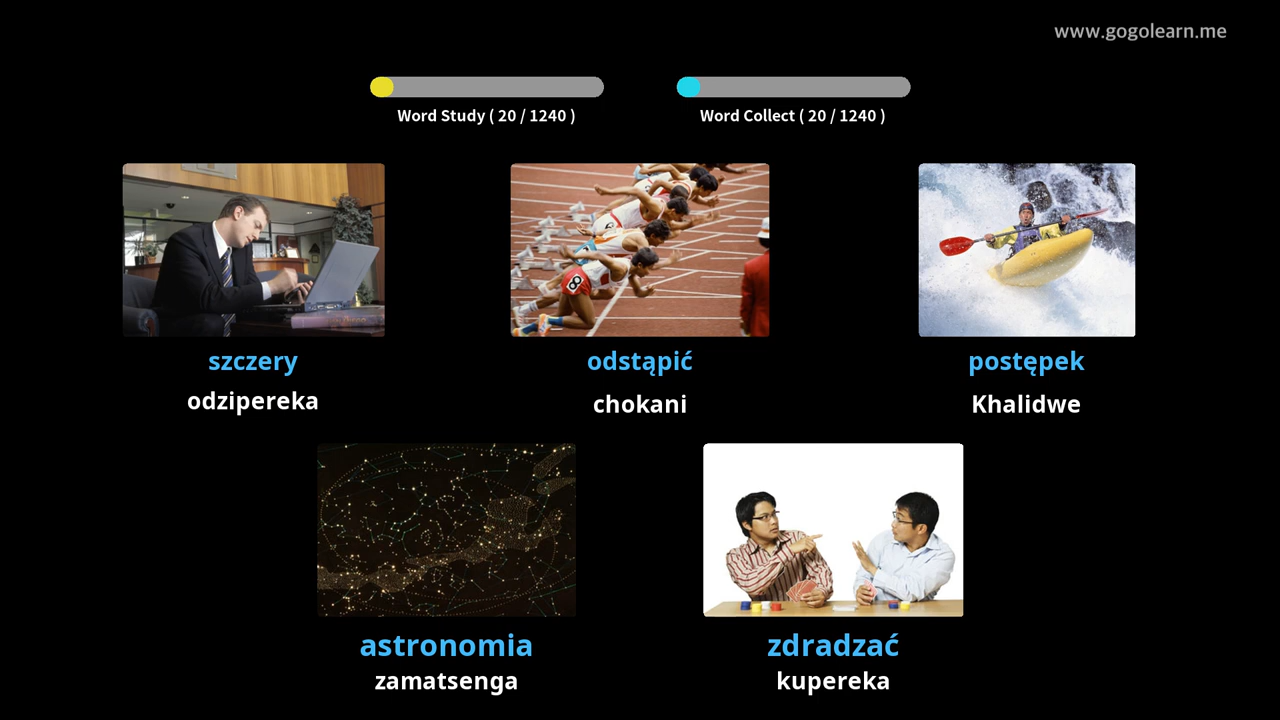 www.gogolearn.me
Word Study ( 20 / 1240 )
Word Collect ( 20 / 1240 )
szczery
odzipereka
odstąpić
chokani
postępek
Khalidwe
astronomia
zamatsenga
zdradzać
kupereka